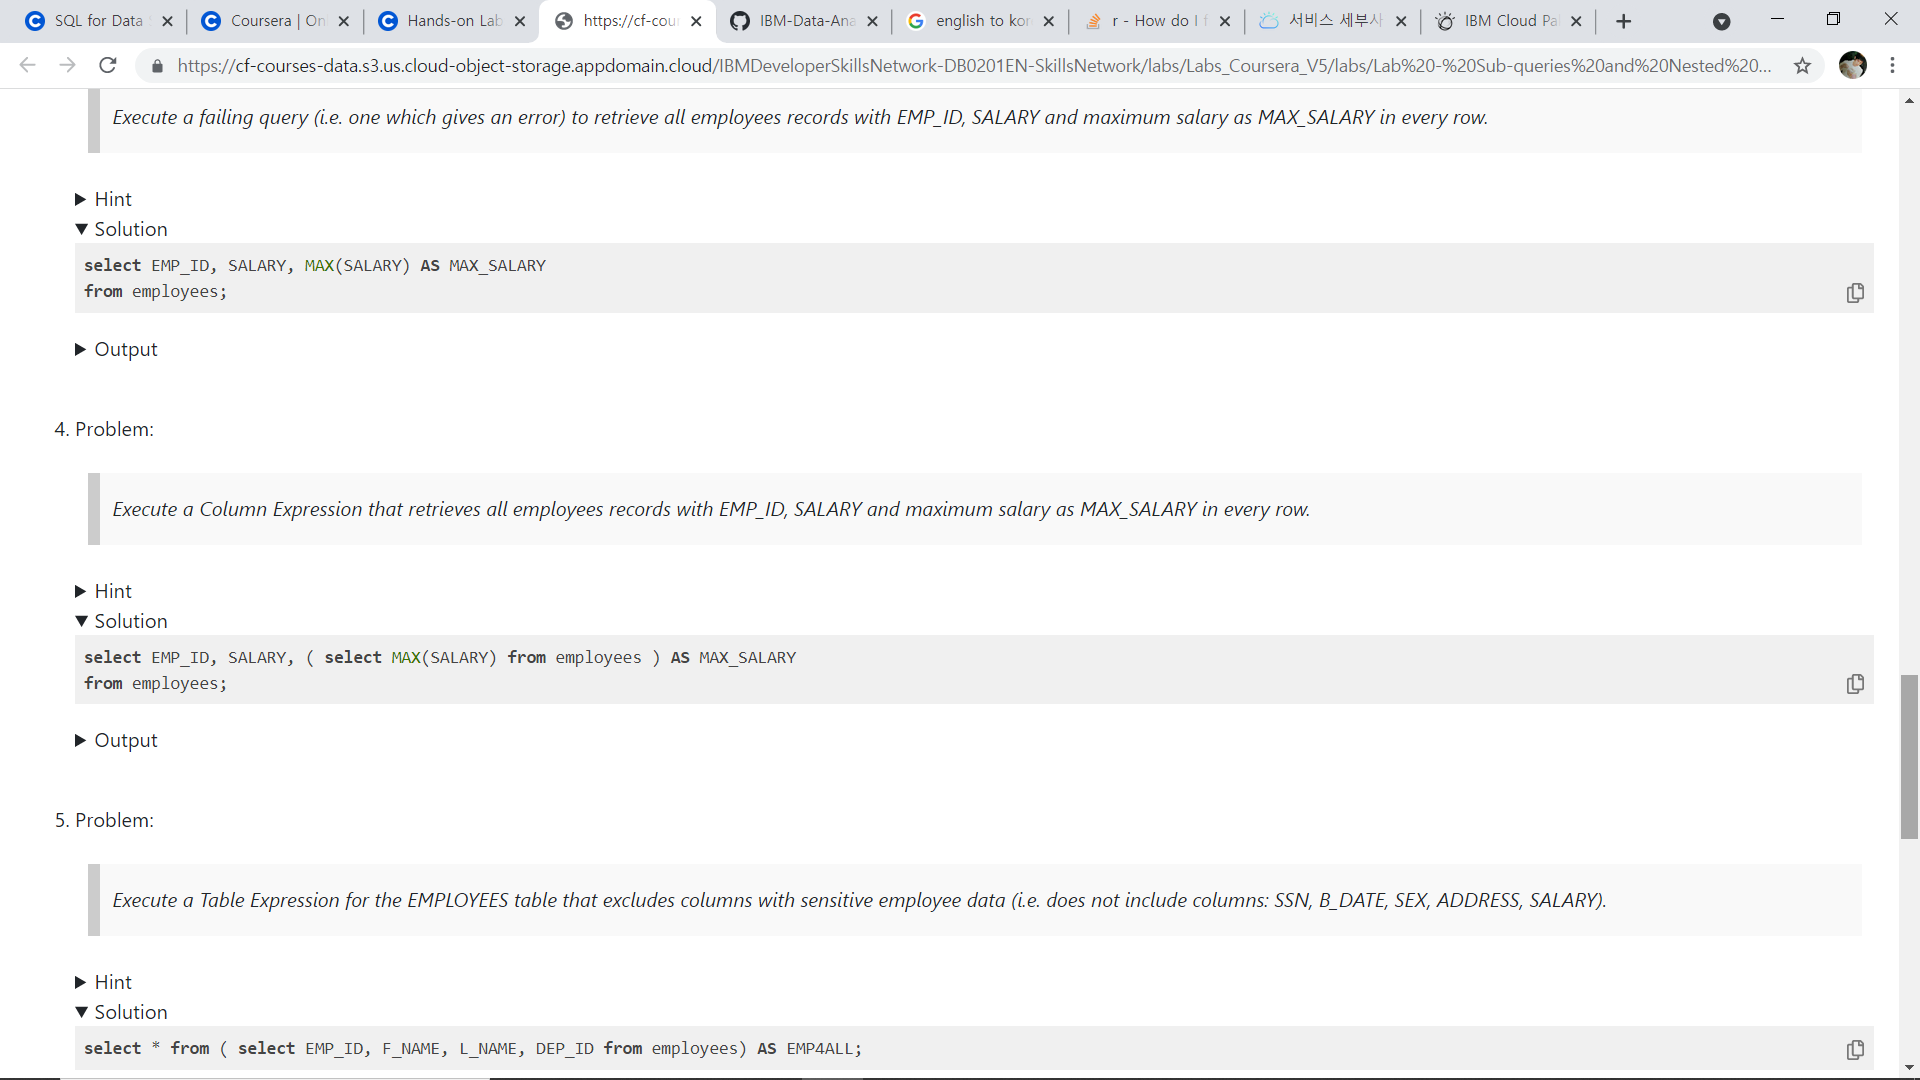 SQL for Data
Coursera | On
Hands-on Lab
https://cf-cour
IBM-Data-Ana
english to kor
r - How do I f
서비스 세부사
IBM Cloud Pa
https://cf-courses-data.s3.us.cloud-object-storage.appdomain.cloud/IBMDeveloperSkillsNetwork-DB0201EN-SkillsNetwork/labs/Labs_Coursera_V5/labs/Lab%20-%20Sub-queries%20and%20Nested%20...
Execute a failing query (i.e. one which gives an error) to retrieve all employees records with EMP_ID, SALARY and maximum salary as MAX_SALARY in every row.
Hint
Solution
select EMP_ID, SALARY, MAX(SALARY) AS MAX_SALARY
from employees;
Output
4. Problem:
Execute a Column Expression that retrieves all employees records with EMP_ID, SALARY and maximum salary as MAX_SALARY in every row.
Hint
Solution
select EMP_ID, SALARY, ( select MAX(SALARY) from employees ) AS MAX_SALARY
from employees;
Output
5. Problem:
Execute a Table Expression for the EMPLOYEES table that excludes columns with sensitive employee data (i.e. does not include columns: SSN, B_DATE, SEX, ADDRESS, SALARY).
Hint
Solution
select * from ( select EMP_ID, F_NAME, L_NAME, DEP_ID from employees) AS EMP4ALL;